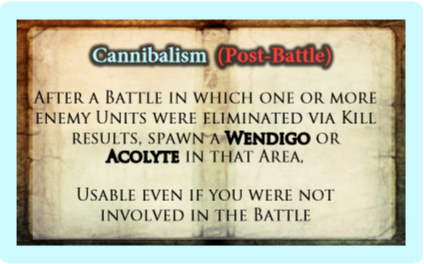 Cannibalism (Post-Battle)
After a Battle in which one or more
enemy Units were eliminated via Kill
results, spawn a Wendigo or
Acolyte in that Area,
Usable even if you were not
involved in the Battle